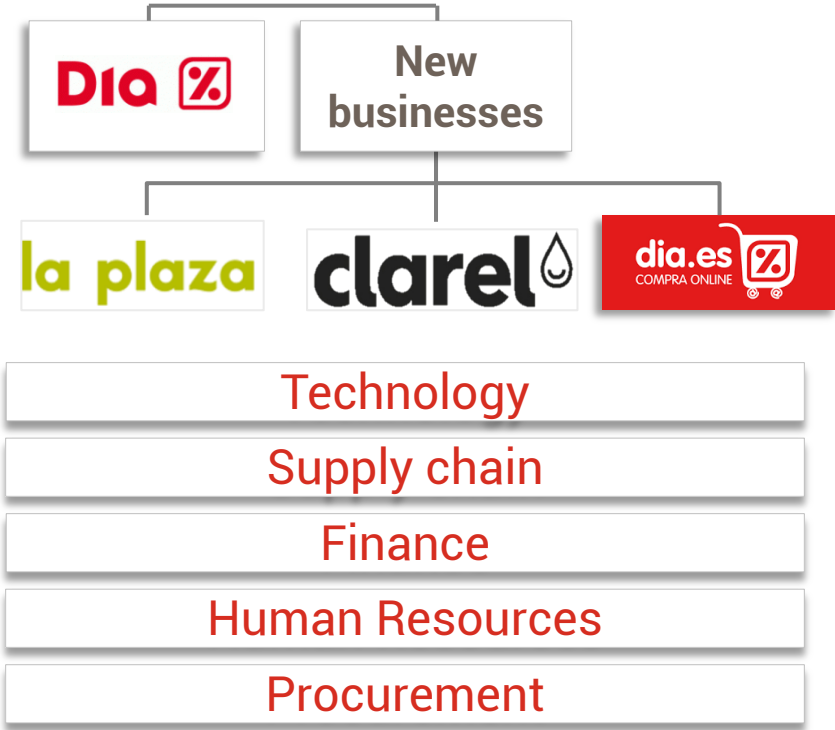 DIa %
New
businesses
la plaza
clarel
dia.es %
COMPRA ONLINE
Technology
Supply chain
Finance
Human Resources
Procurement